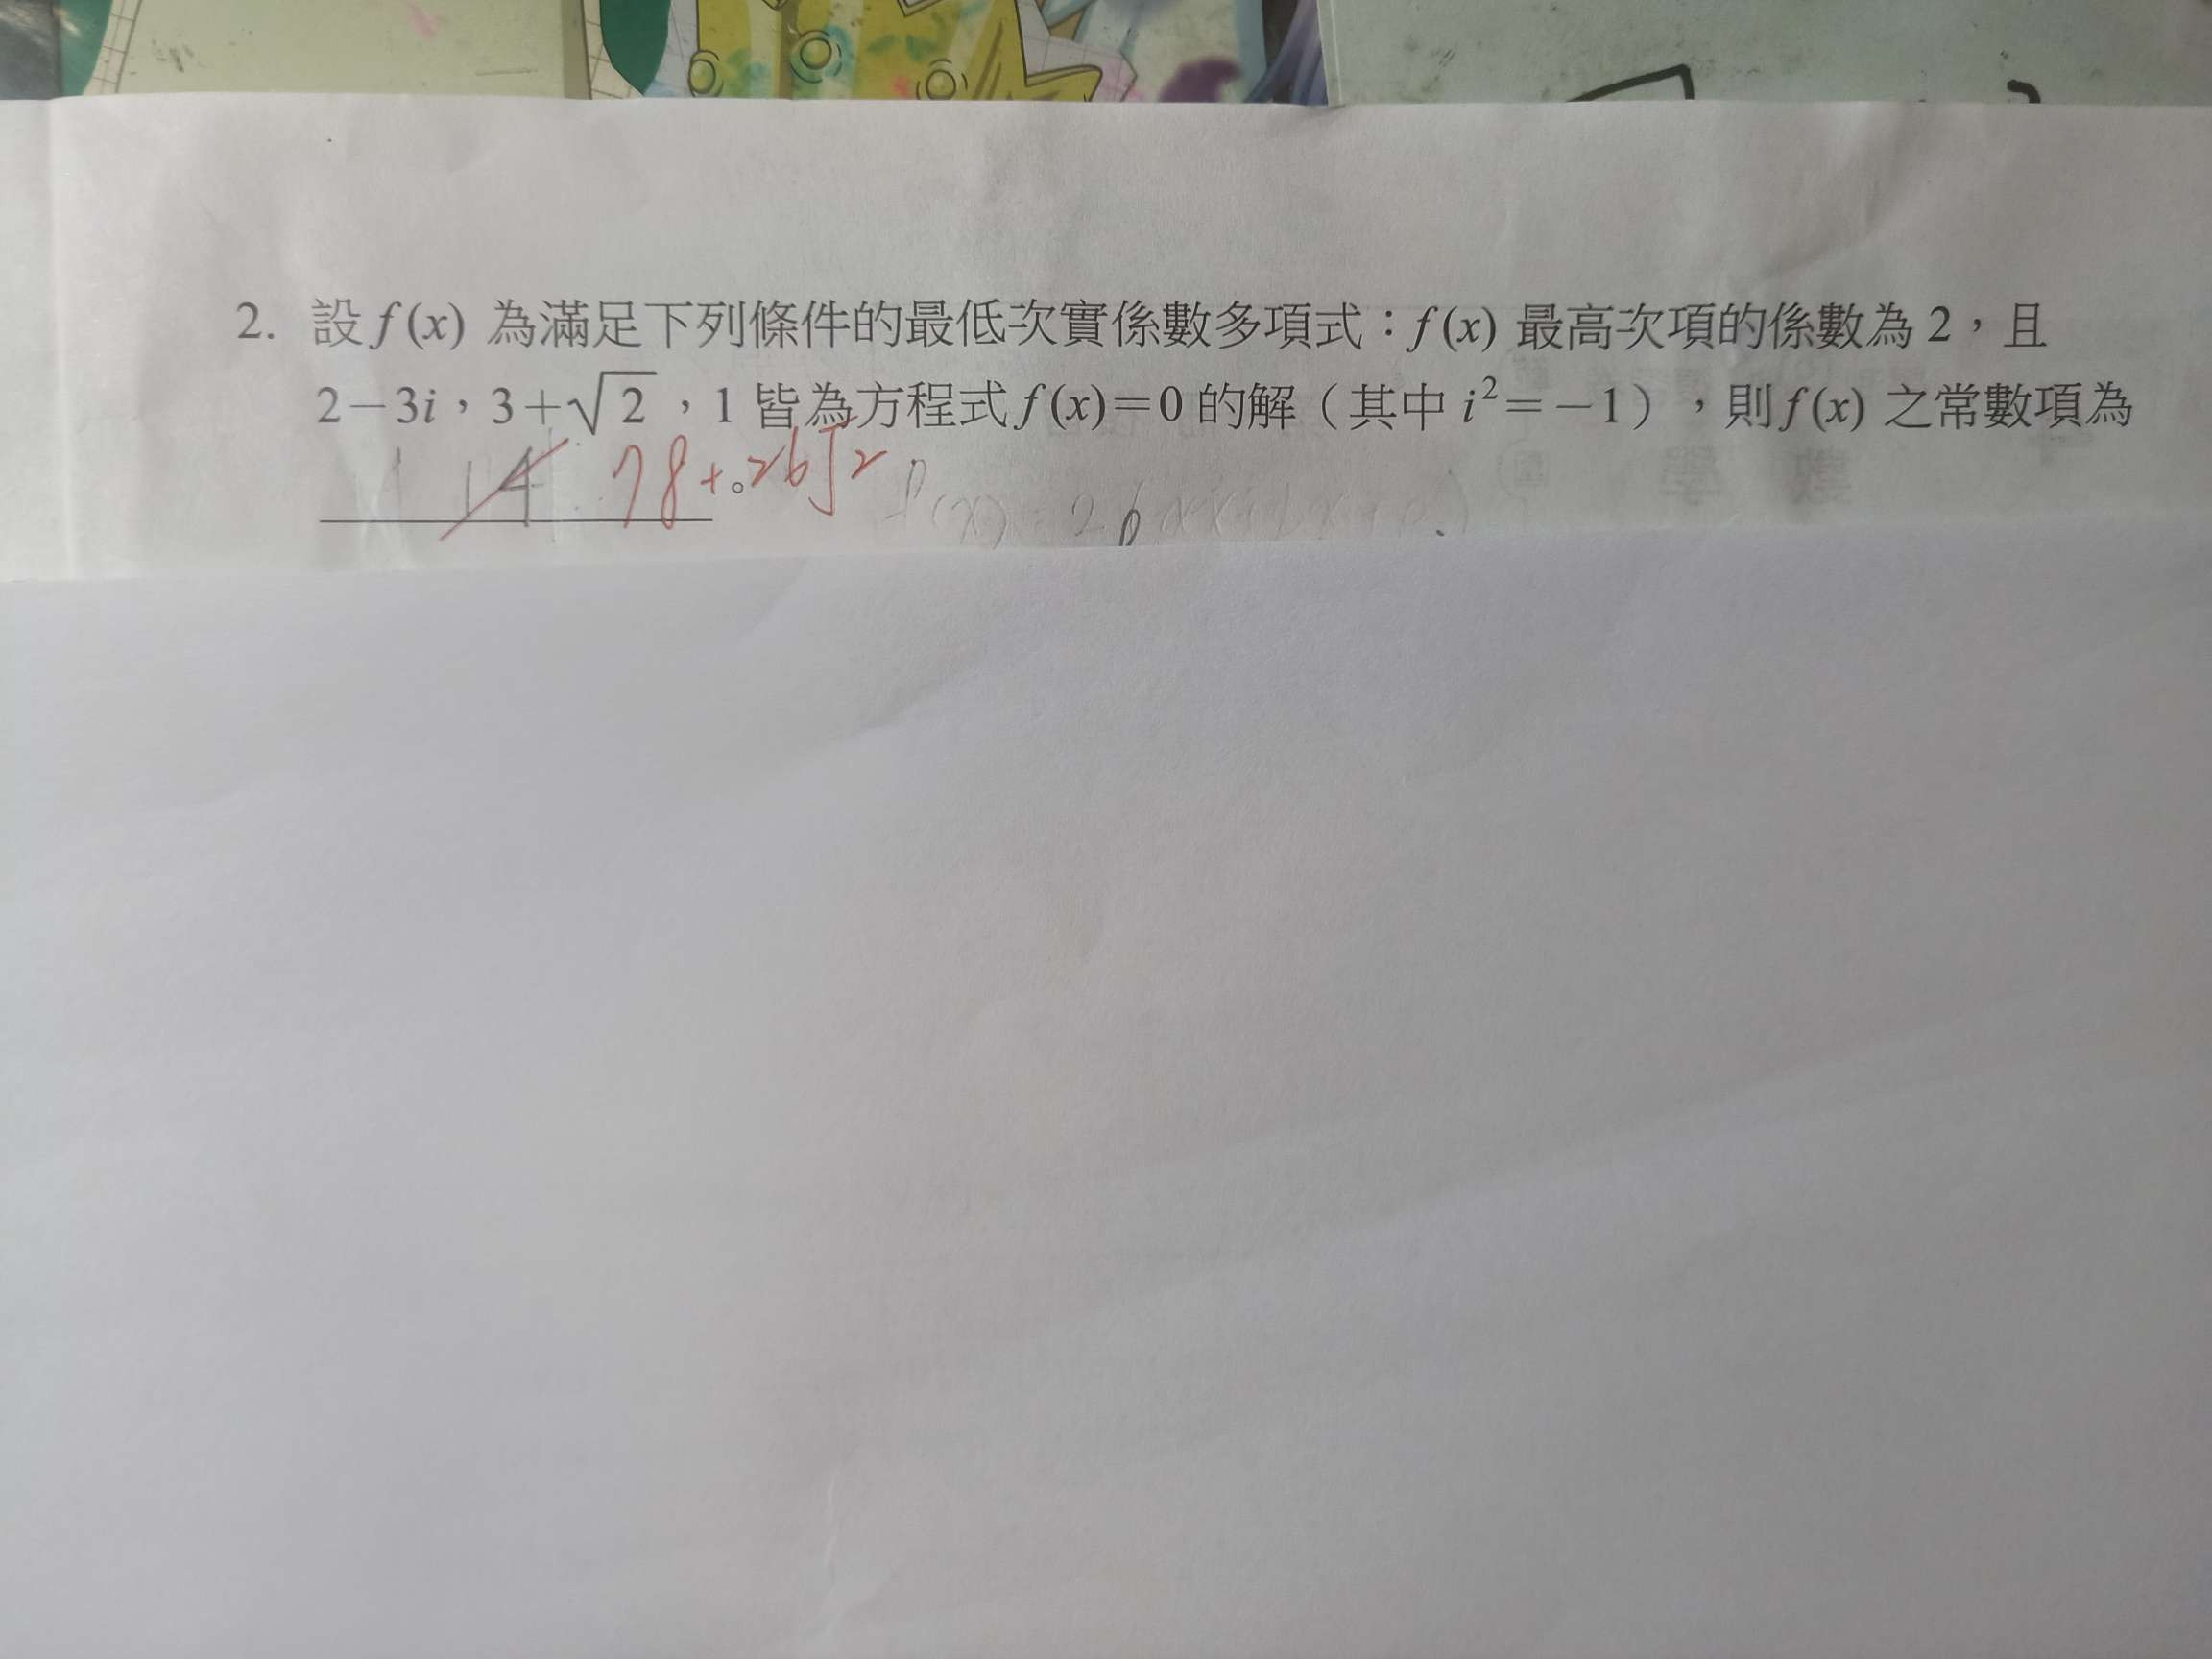 2. 設 f(x) 為滿足下列條件的最低次實係數多項式:f(x) 最高次項的係數為 2,且
2-3i,3+√2,1 皆為方程式 f(x)=0 的解(其中 i²=-1),則 f(x) 之常數項為
14 78+26√2 。